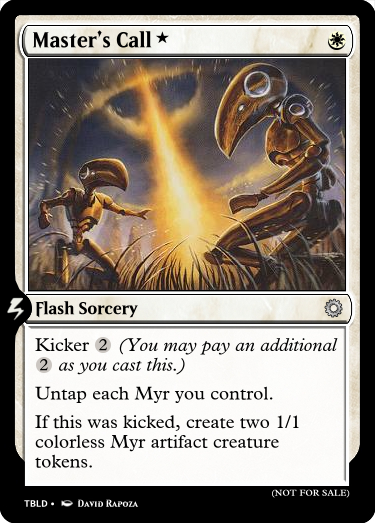 Master's Call ★
Flash Sorcery
Kicker 2 (You may pay an additional
2 as you cast this.)
Untap each Myr you control.
If this was kicked, create two 1/1
colorless Myr artifact creature
tokens.
(NOT FOR SALE)
TBLD • David Rapoza